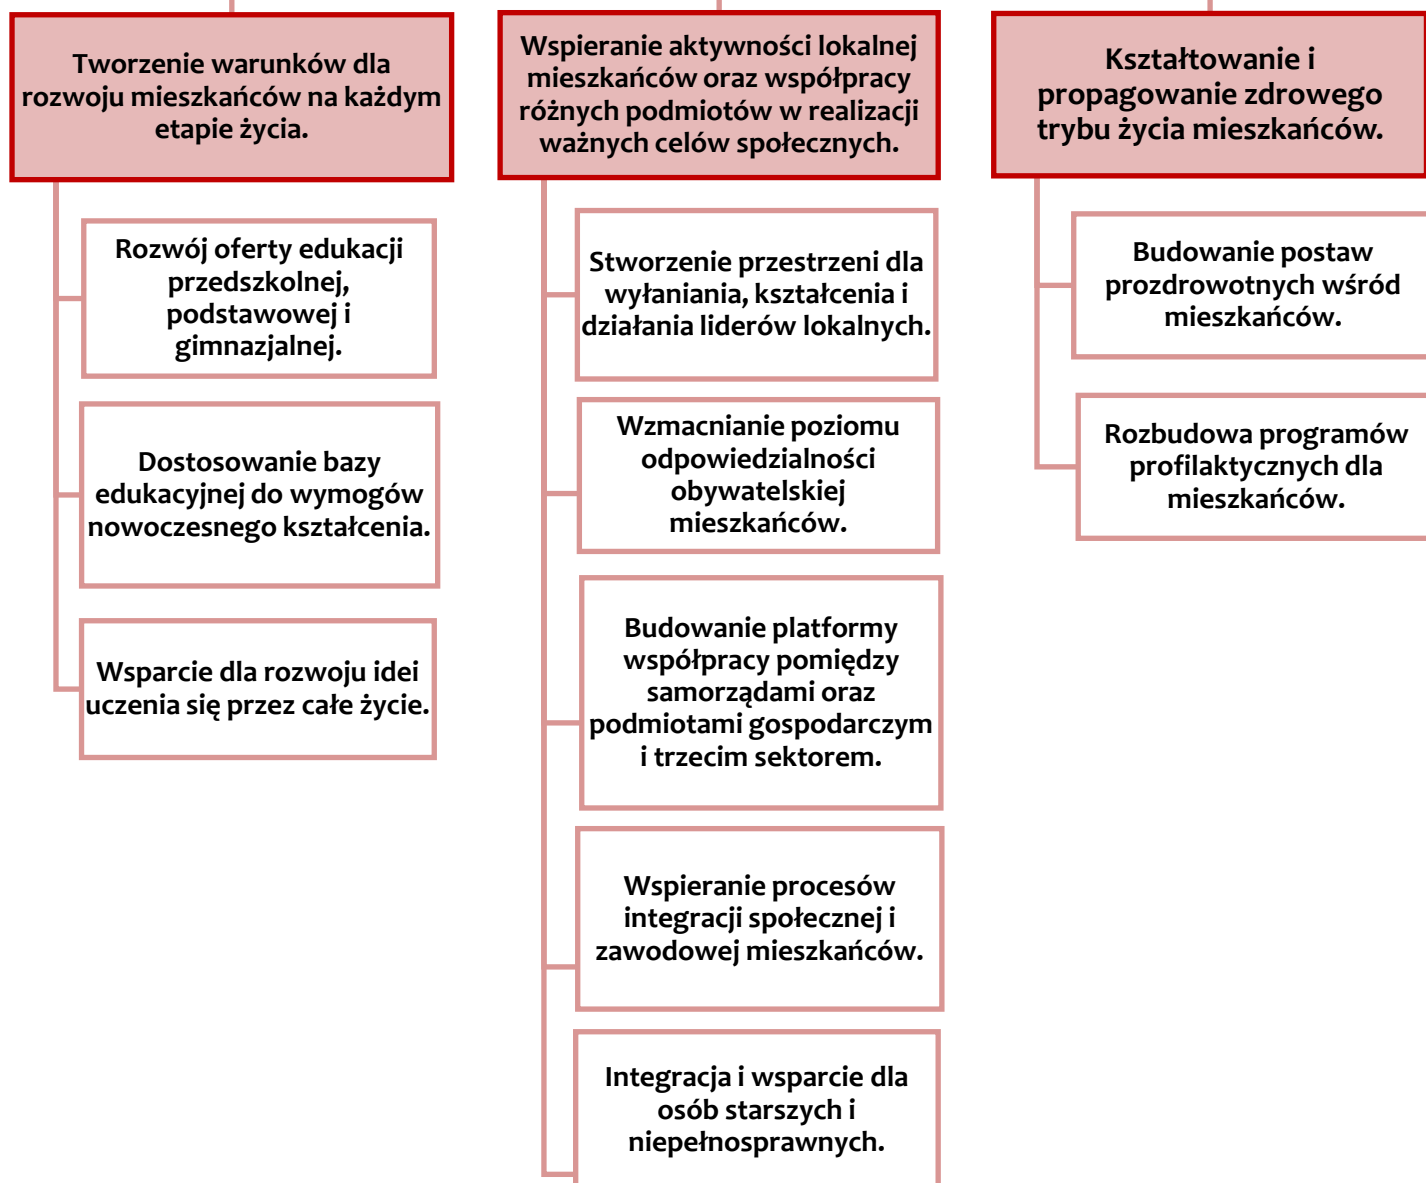 Tworzenie warunków dla
rozwoju mieszkańców na każdym
etapie życia.
Rozwój oferty edukacji
przedszkolnej,
podstawowej i
gimnazjalnej.
Dostosowanie bazy
edukacyjnej do wymogów
nowoczesnego kształcenia.
Wsparcie dla rozwoju idei
uczenia się przez całe życie.
Wspieranie aktywności lokalnej
mieszkańców oraz współpracy
różnych podmiotów w realizacji
ważnych celów społecznych.
Stworzenie przestrzeni dla
wyłaniania, kształcenia i
działania liderów lokalnych.
Wzmacnianie poziomu
odpowiedzialności
obywatelskiej
mieszkańców.
Budowanie platformy
współpracy pomiędzy
samorządami oraz
podmiotami gospodarczym
i trzecim sektorem.
Wspieranie procesów
integracji społecznej i
zawodowej mieszkańców.
Integracja i wsparcie dla
osób starszych i
niepełnosprawnych.
Kształtowanie i
propagowanie zdrowego
trybu życia mieszkańców.
Budowanie postaw
prozdrowotnych wśród
mieszkańców.
Rozbudowa programów
profilaktycznych dla
mieszkańców.